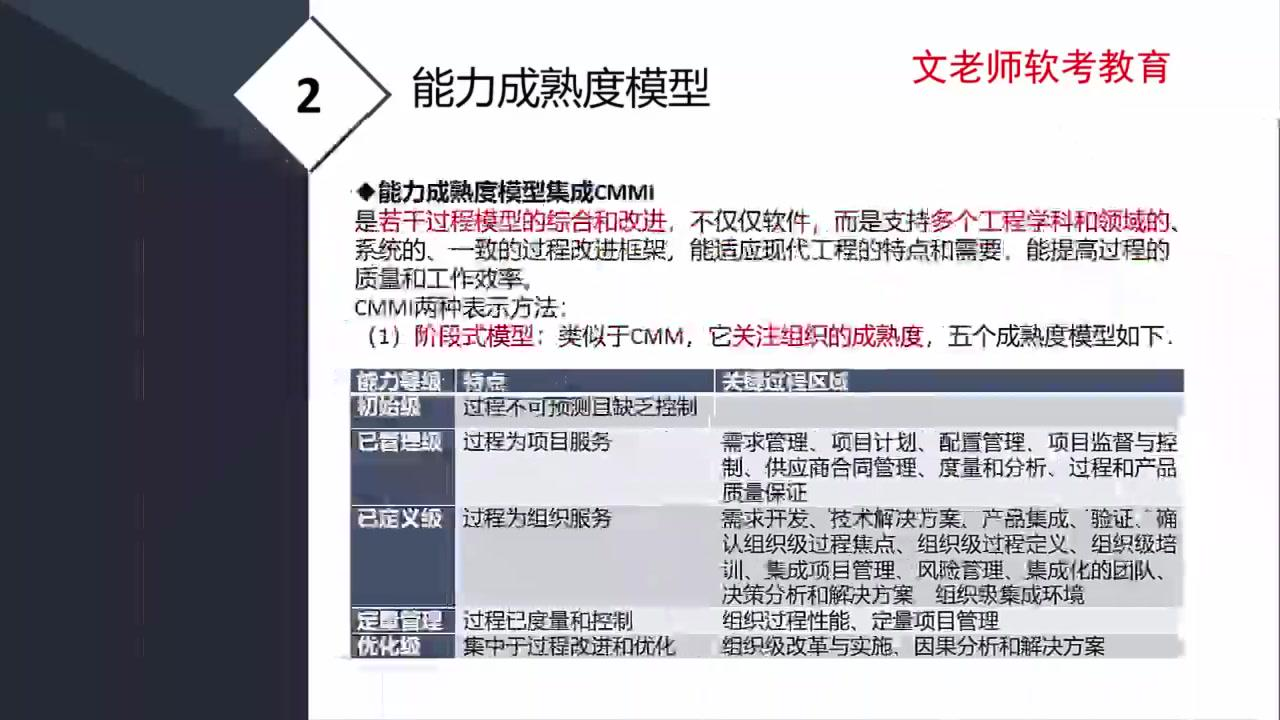 2
能力成熟度模型
文老师软考教育
◆能力成熟度模型集成CMMI
是若干过程模型的综合和改进，不仅仅软件，而是支持多个工程学科和领域的、
系统的、一致的过程改进框架，能适应现代工程的特点和需要，能提高过程的
质量和工作效率。
CMMI两种表示方法：
（1）阶段式模型：类似于CMM，它关注组织的成熟度，五个成熟度模型如下：
能力等级 特点 关键过程区域
初始级 过程不可预测且缺乏控制
已管理级 过程为项目服务 需求管理、项目计划、配置管理、项目监督与控
制、供应商合同管理、度量和分析、过程和产品
质量保证
已定义级 过程为组织服务 需求开发、技术解决方案、产品集成、验证、确
认组织级过程焦点、组织级过程定义、组织级培
训、集成项目管理、风险管理、集成化的团队、
决策分析和解决方案 组织级集成环境
定量管理 过程已度量和控制 组织过程性能、定量项目管理
优化级 集中于过程改进和优化 组织级改革与实施、因果分析和解决方案